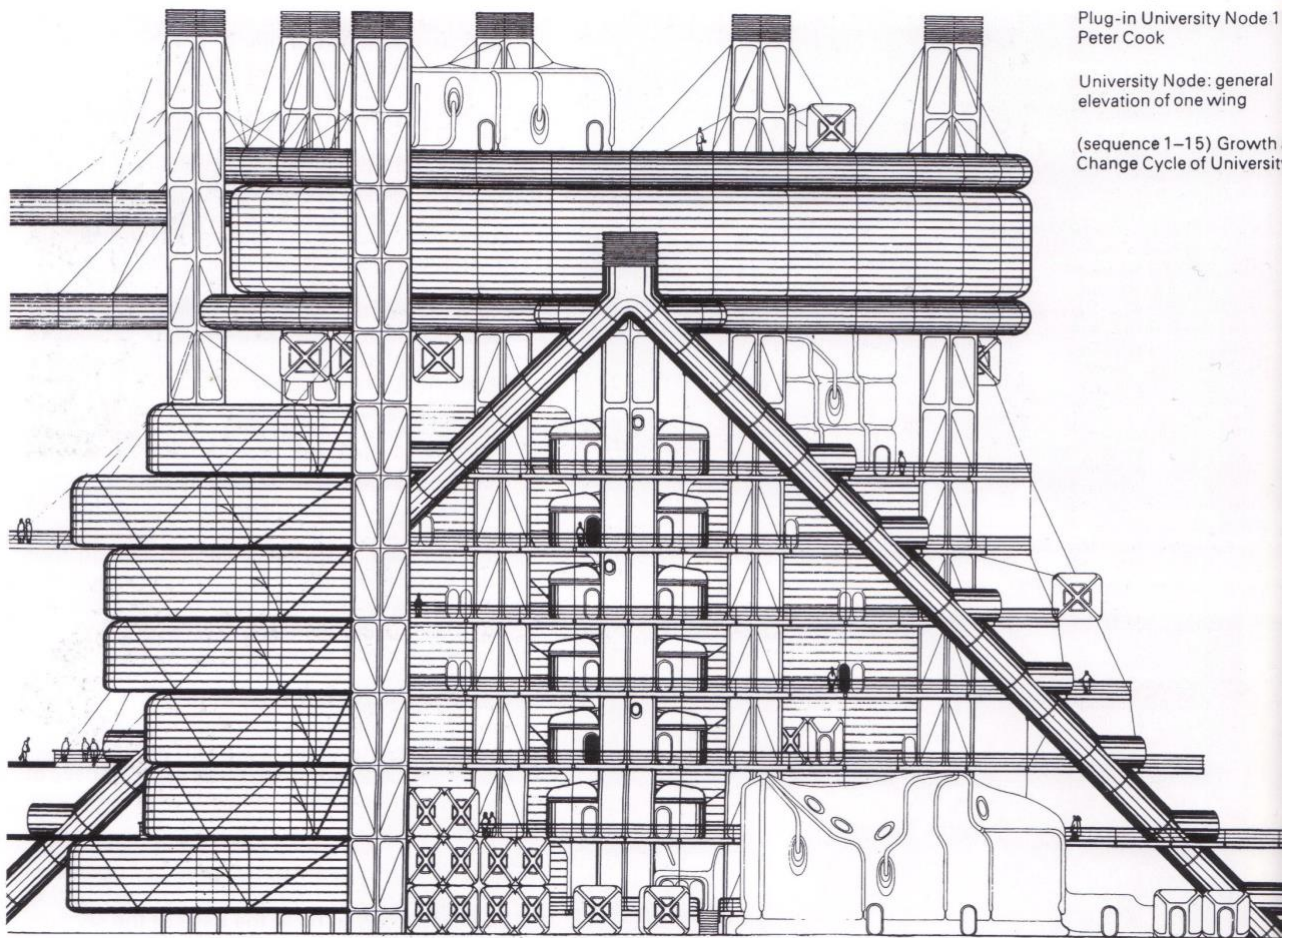 Plug-in University Node 1
Peter Cook
University Node: general
elevation of one wing
(sequence 1–15) Growth
Change Cycle of Universit